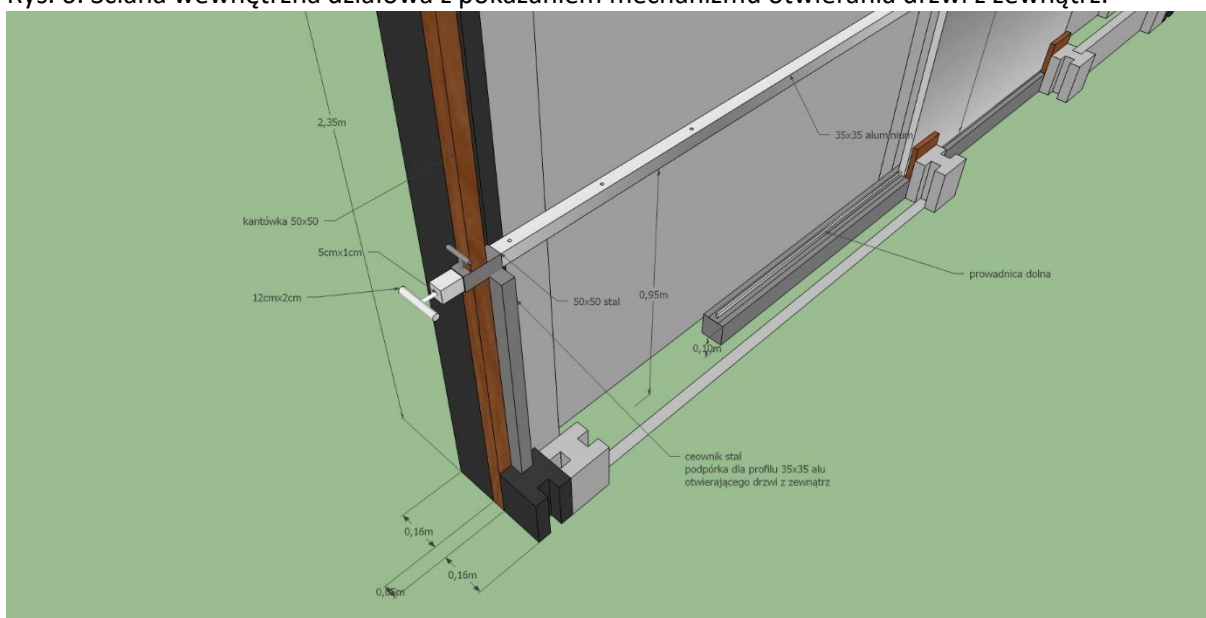 Rys. 6. Ściana wewnętrzna działowa z pokazaniem mechanizmu otwierania drzwi z zewnątrz.
2,35m
35x35 aluminium
kantówka 50x50
5cmx1cm
12cmx2cm
50x50 stal
0,95m
prowadnica dolna
0,10m
ceownik stal
podpórka dla profilu 35x35 alu
otwierającego drzwi z zewnątrz
0,16m
0,16m
0,05m